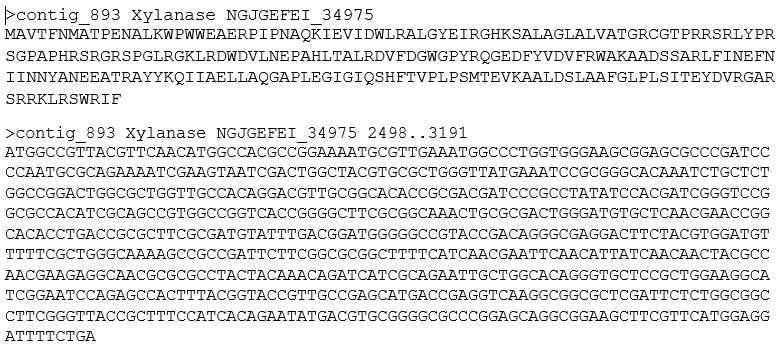 >contig_893 Xylanase NGJGEFEI_34975
MAVTFNMATPENALKWPWWEAERPIPNAQKIEVIDWLRALGYEIRGHKSALAGLALVATGRCGTPRRSRLYPR
SGPAPHRSRGRSPGLRGKLRDWDVLNEPAHLTALRDVFDGWGPYRQGEDFYVDVFRWAKAADSSARLFINEFN
IINNYANEEATRAYYKQIIAELLAQGAPLEGIGIQSHFTVPLPSMTEVKAALDSLAAFGLPLSITEYDVRGAR
SRRKLRSWRIF
>contig_893 Xylanase NGJGEFEI_34975 2498..3191
ATGGCCGTTACGTTCAACATGGCCACGCCGGAAAATGCGTTGAAATGGCCCTGGTGGGAAGCGGAGCGCCCGATCC
CCAATGCGCAGAAAATCGAAGTAATCGACTGGCTACGTGCGCTGGGTTATGAAATCCGCGGGCACAAATCTGCTCT
GGCCGGACTGGCGCTGGTTGCCACAGGACGTTGCGGCACACCGCGACGATCCCGCCTATATCCACGATCGGGTCCG
GCGCCACATCGCAGCCGTGGCCGGTCACCGGGGCTTCGCGGCAAACTGCGCGACTGGGATGTGCTCAACGAACCGG
CACACCTGACCGCGCTTCGCGATGTATTTGACGGATGGGGGCCGTACCGACAGGGCGAGGACTTCTACGTGGATGT
TTTTCGCTGGGCAAAAGCCGCCGATTCTTCGGCGCGGCTTTTCATCAACGAATTCAACATTATCAACAACTACGCC
AACGAAGAGGCAACGCGCGCCTACTACAAACAGATCATCGCAGAATTGCTGGCACAGGGTGCTCCGCTGGAAGGCA
TCGGAATCCAGAGCCACTTTACGGTACCGTTGCCGAGCATGACCGAGGTCAAGGCGGCGCTCGATTCTCTGGCGGC
CTTCGGGTTACCGCTTTCCATCACAGAATATGACGTGCGGGGCGCCCGGAGCAGGCGGAAGCTTCGTTCATGGAGG
ATTTTCTGA